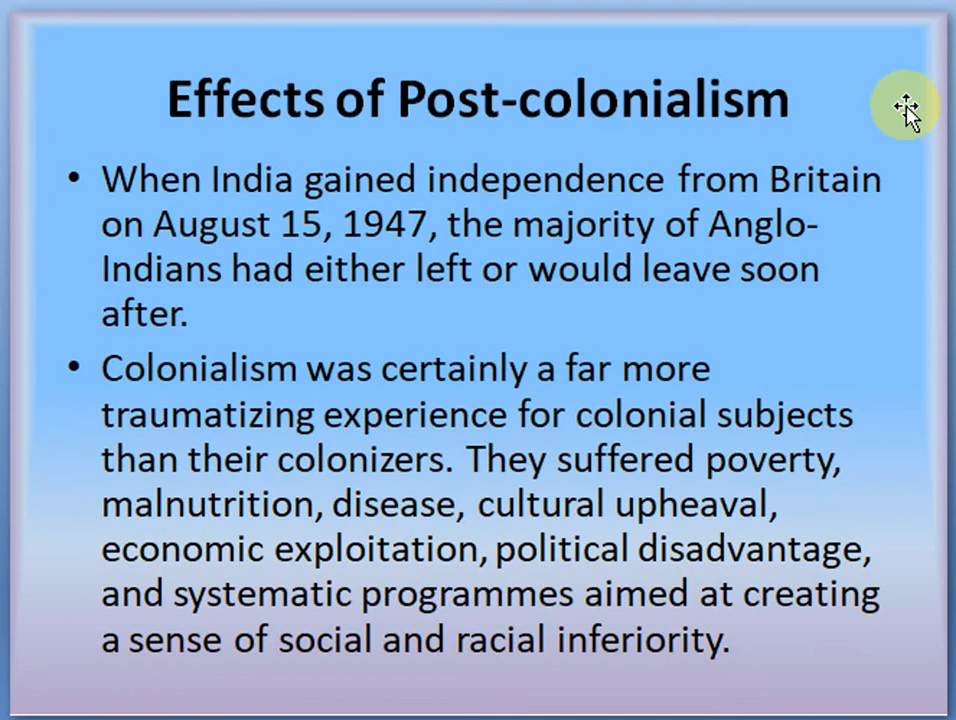 Effects of Post-colonialism
• When India gained independence from Britain
on August 15, 1947, the majority of Anglo-
Indians had either left or would leave soon
after.
• Colonialism was certainly a far more
traumatizing experience for colonial subjects
than their colonizers. They suffered poverty,
malnutrition, disease, cultural upheaval,
economic exploitation, political disadvantage,
and systematic programmes aimed at creating
a sense of social and racial inferiority.